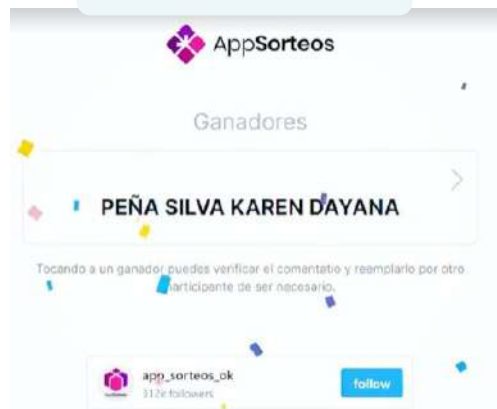 AppSorteos
Ganadores
PEÑA SILVA KAREN DAYANA
Tocando a un ganador puedes verificar el comentatio y reemplarlo por otro
participante de ser necesario.
app_sorteos_ok
312k followers
follow